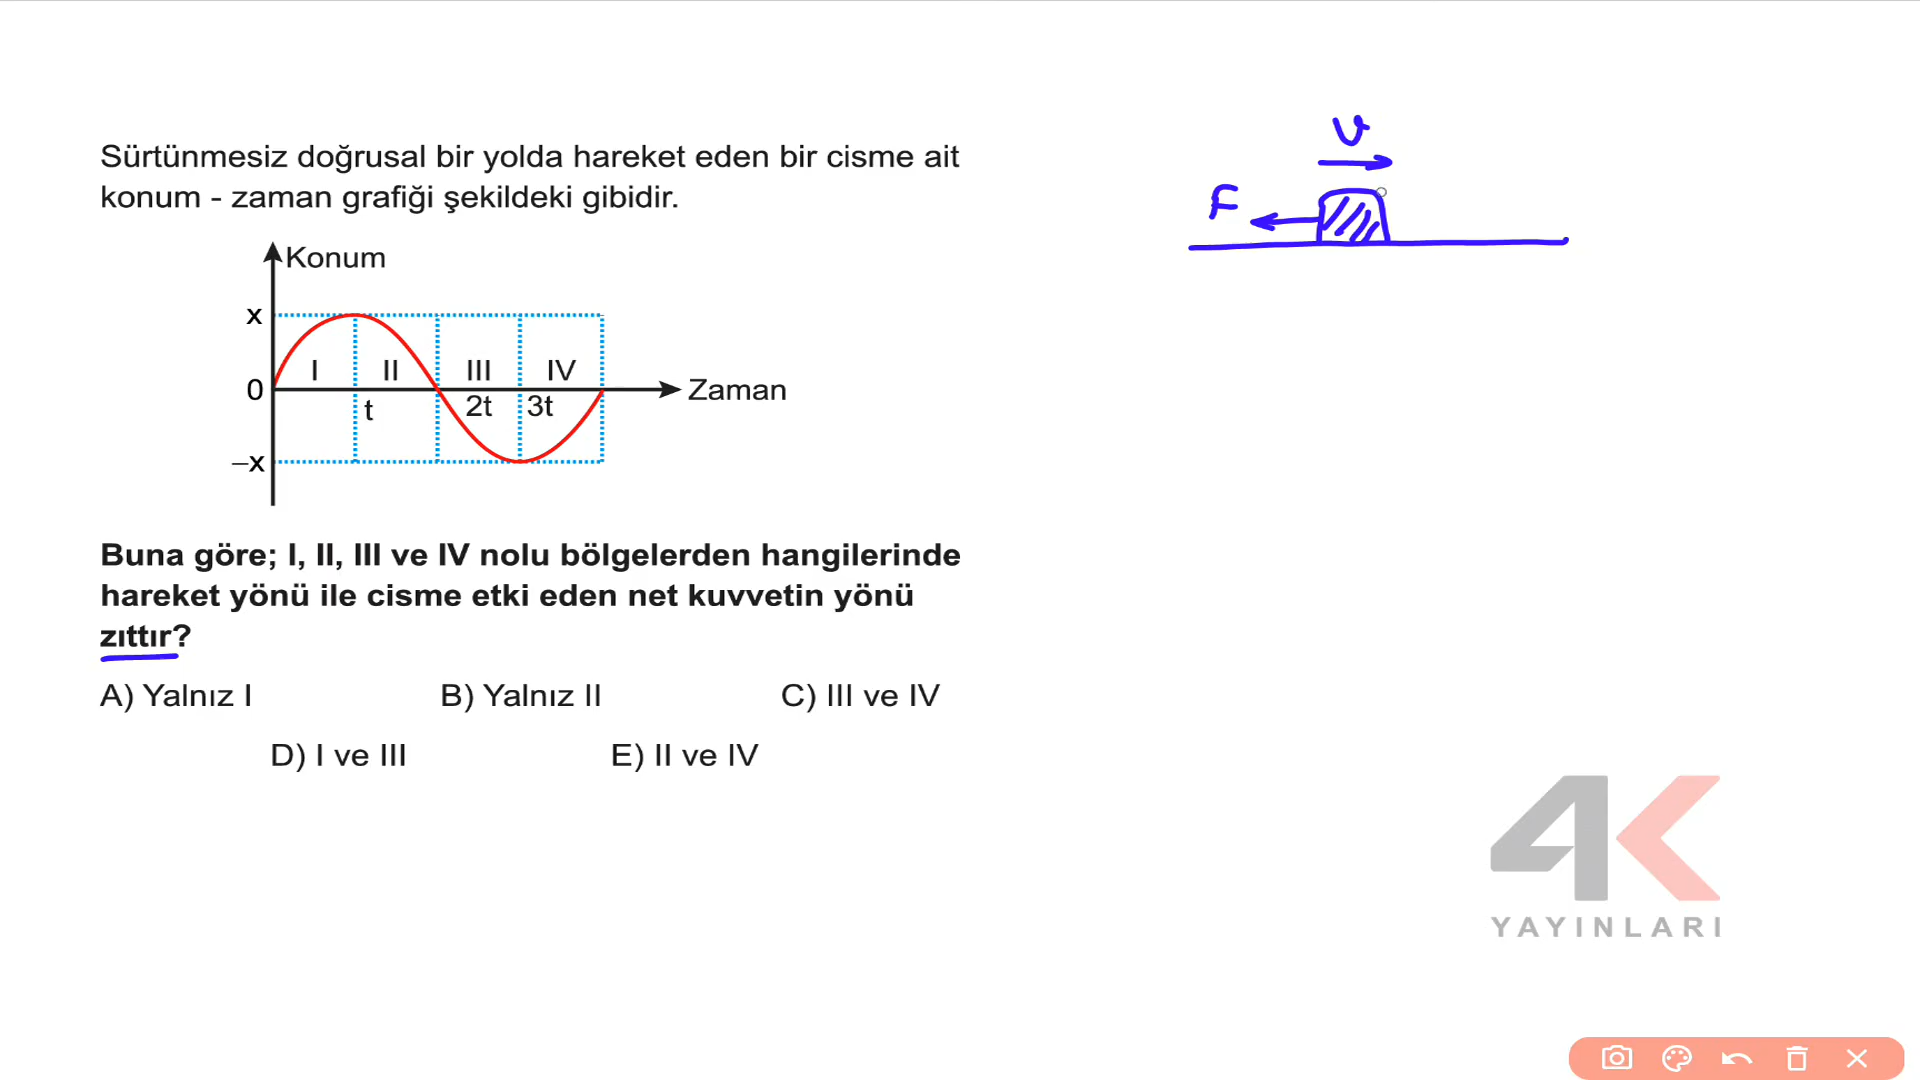 Sürtünmesiz doğrusal bir yolda hareket eden bir cisme ait
konum - zaman grafiği şekildeki gibidir.
Konum
x
I II III IV
0
Zaman
t 2t 3t
–x
Buna göre; I, II, III ve IV nolu bölgelerden hangilerinde
hareket yönü ile cisme etki eden net kuvvetin yönü
zıttır?
A) Yalnız I B) Yalnız II C) III ve IV
D) I ve III E) II ve IV
v
F
4K
YAYINLARI